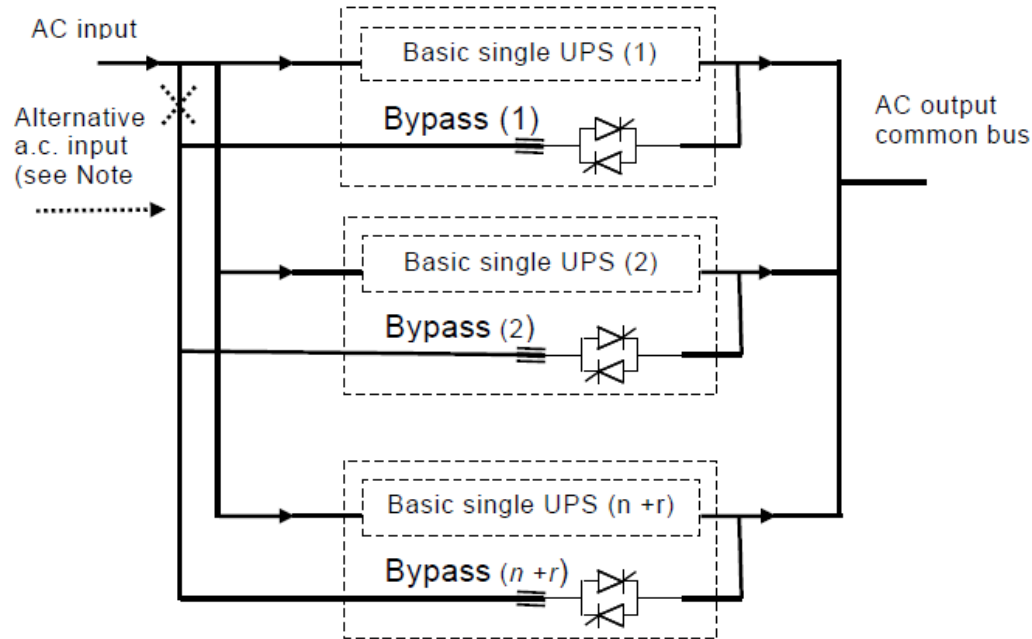 AC input
Basic single UPS (1)
Bypass (1)
Alternative
a.c. input
(see Note
AC output
common bus
Basic single UPS (2)
Bypass (2)
Basic single UPS (n +r)
Bypass (n +r)